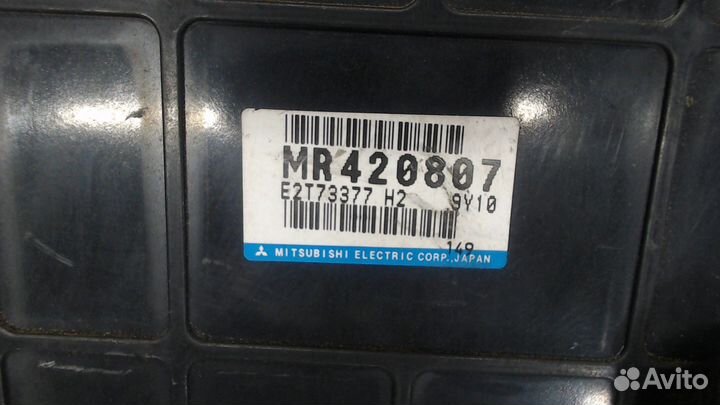 MR420807
E2T73377 H2 9Y10
149
MITSUBISHI ELECTRIC CORP.,JAPAN
Avito